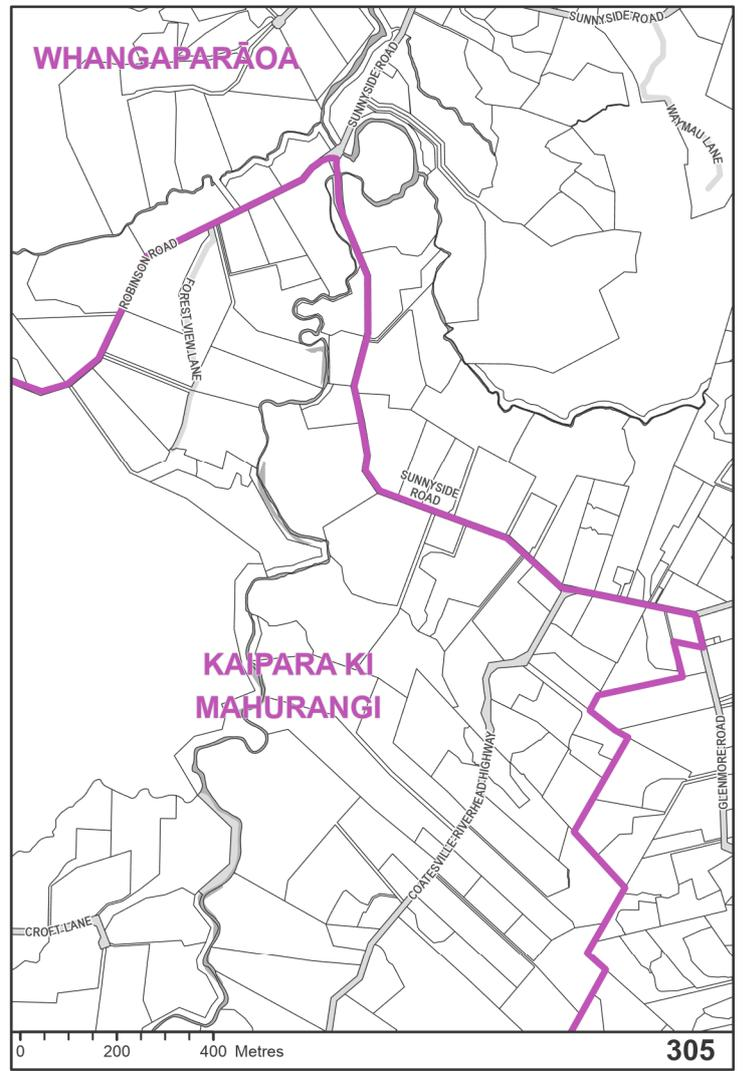 SUNNYSIDE ROAD
WHANGAPARĀOA
SUNNYSIDE ROAD
WAYMAU LANE
ROBINSON ROAD
FOREST VIEW LANE
SUNNYSIDE
ROAD
KAIPARA KI
MAHURANGI
GLENMORE ROAD
COATESVILLE-RIVERHEAD HIGHWAY
CROFT LANE
0 200 400 Metres
305